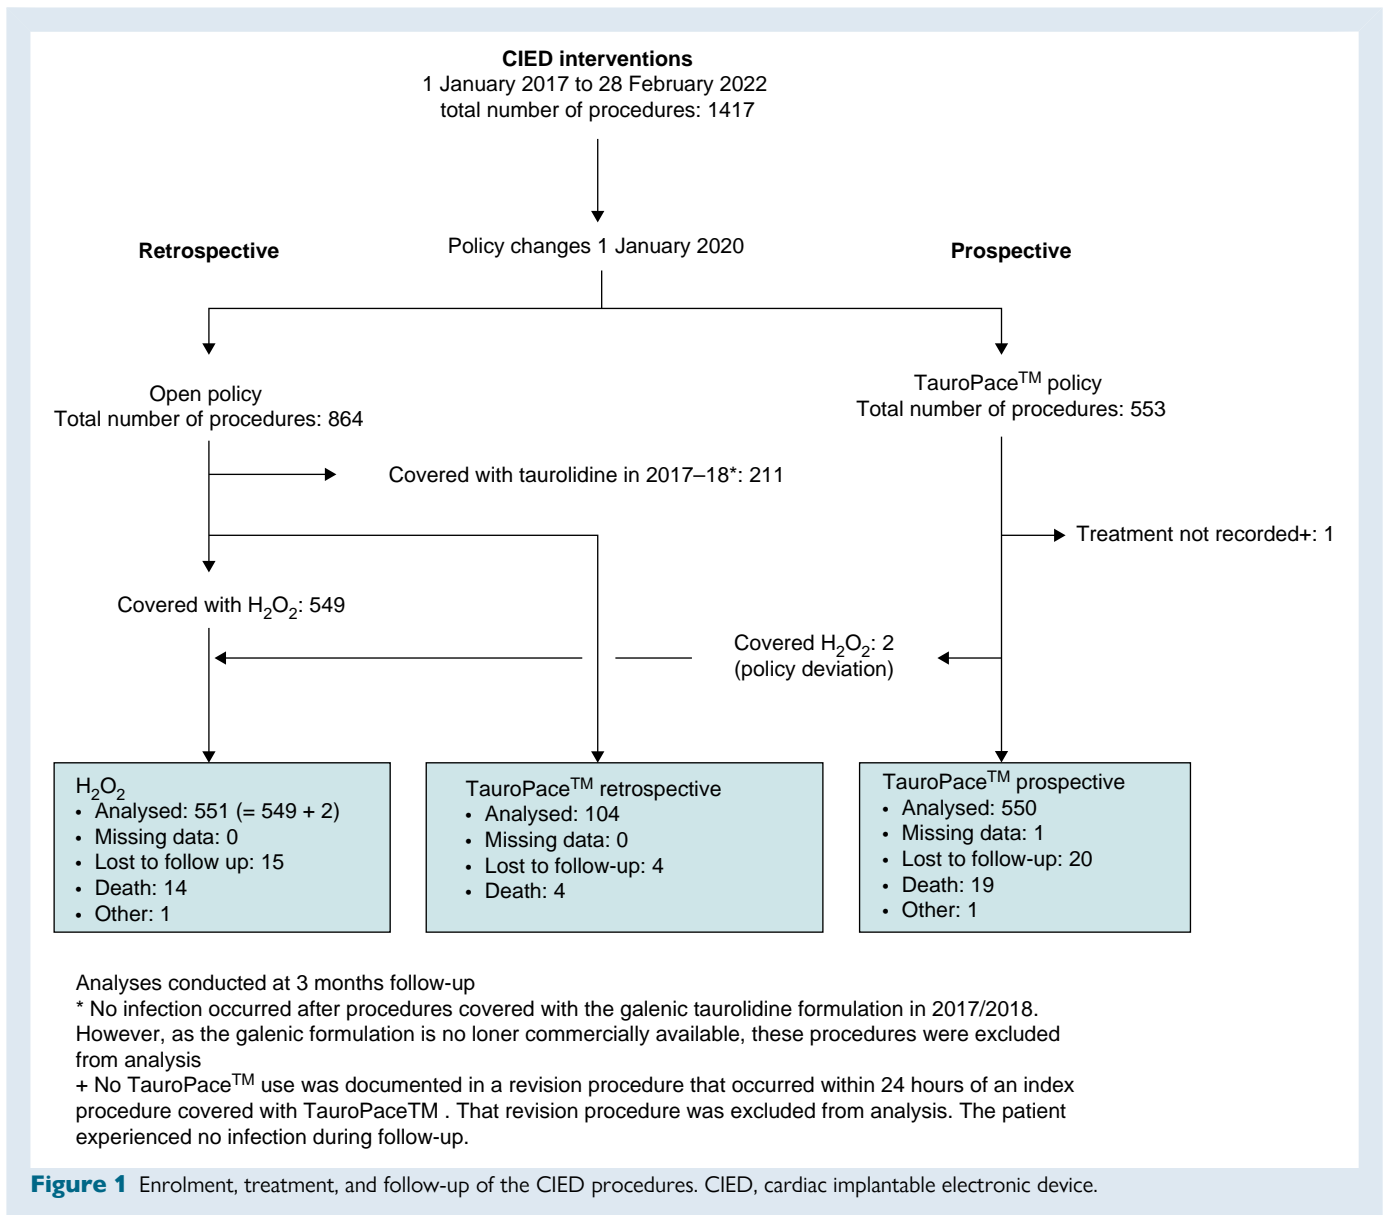 CIED interventions
1 January 2017 to 28 February 2022
total number of procedures: 1417
Retrospective
Policy changes 1 January 2020
Prospective
Open policy
Total number of procedures: 864
TauroPace™ policy
Total number of procedures: 553
Covered with taurolidine in 2017–18*: 211
Treatment not recorded+: 1
Covered with H₂O₂: 549
Covered H₂O₂: 2
(policy deviation)
H₂O₂
• Analysed: 551 (= 549 + 2)
• Missing data: 0
• Lost to follow up: 15
• Death: 14
• Other: 1
TauroPace™ retrospective
• Analysed: 104
• Missing data: 0
• Lost to follow-up: 4
• Death: 4
TauroPace™ prospective
• Analysed: 550
• Missing data: 1
• Lost to follow-up: 20
• Death: 19
• Other: 1
Analyses conducted at 3 months follow-up
* No infection occurred after procedures covered with the galenic taurolidine formulation in 2017/2018.
However, as the galenic formulation is no loner commercially available, these procedures were excluded
from analysis
+ No TauroPace™ use was documented in a revision procedure that occurred within 24 hours of an index
procedure covered with TauroPaceTM . That revision procedure was excluded from analysis. The patient
experienced no infection during follow-up.
Figure 1 Enrolment, treatment, and follow-up of the CIED procedures. CIED, cardiac implantable electronic device.